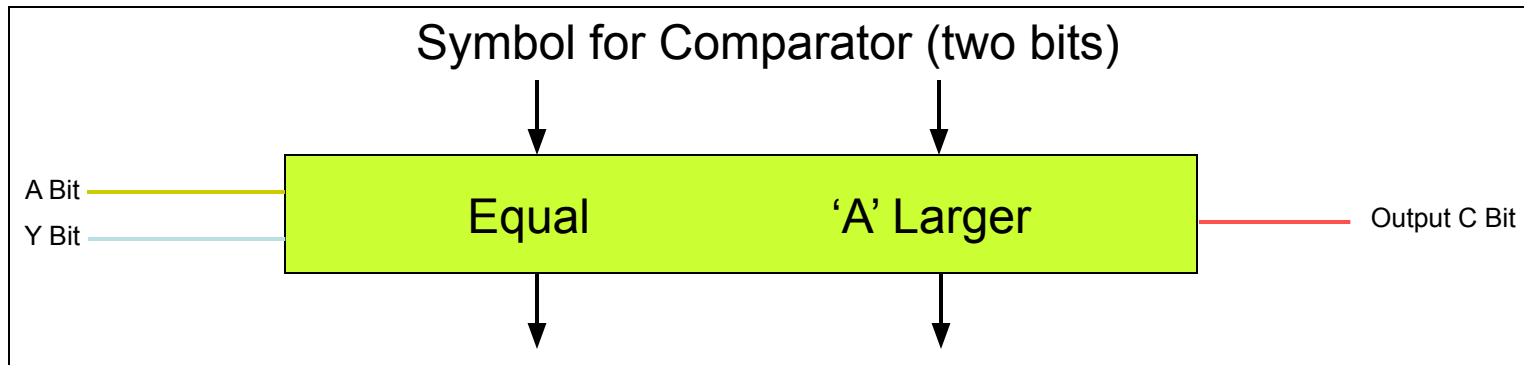 Symbol for Comparator (two bits)
A Bit
Y Bit
Equal
‘A’ Larger
Output C Bit